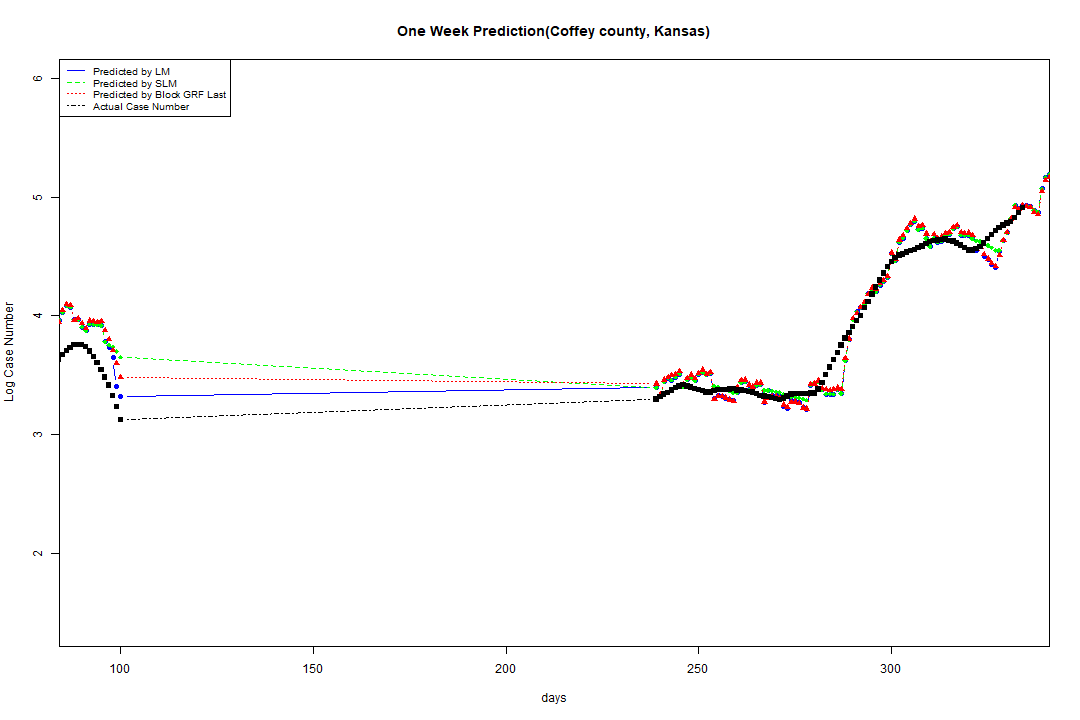 One Week Prediction(Coffey county, Kansas)
Predicted by LM
Predicted by SLM
Predicted by Block GRF Last
Actual Case Number
6
5
4
3
2
Log Case Number
100 150 200 250 300
days